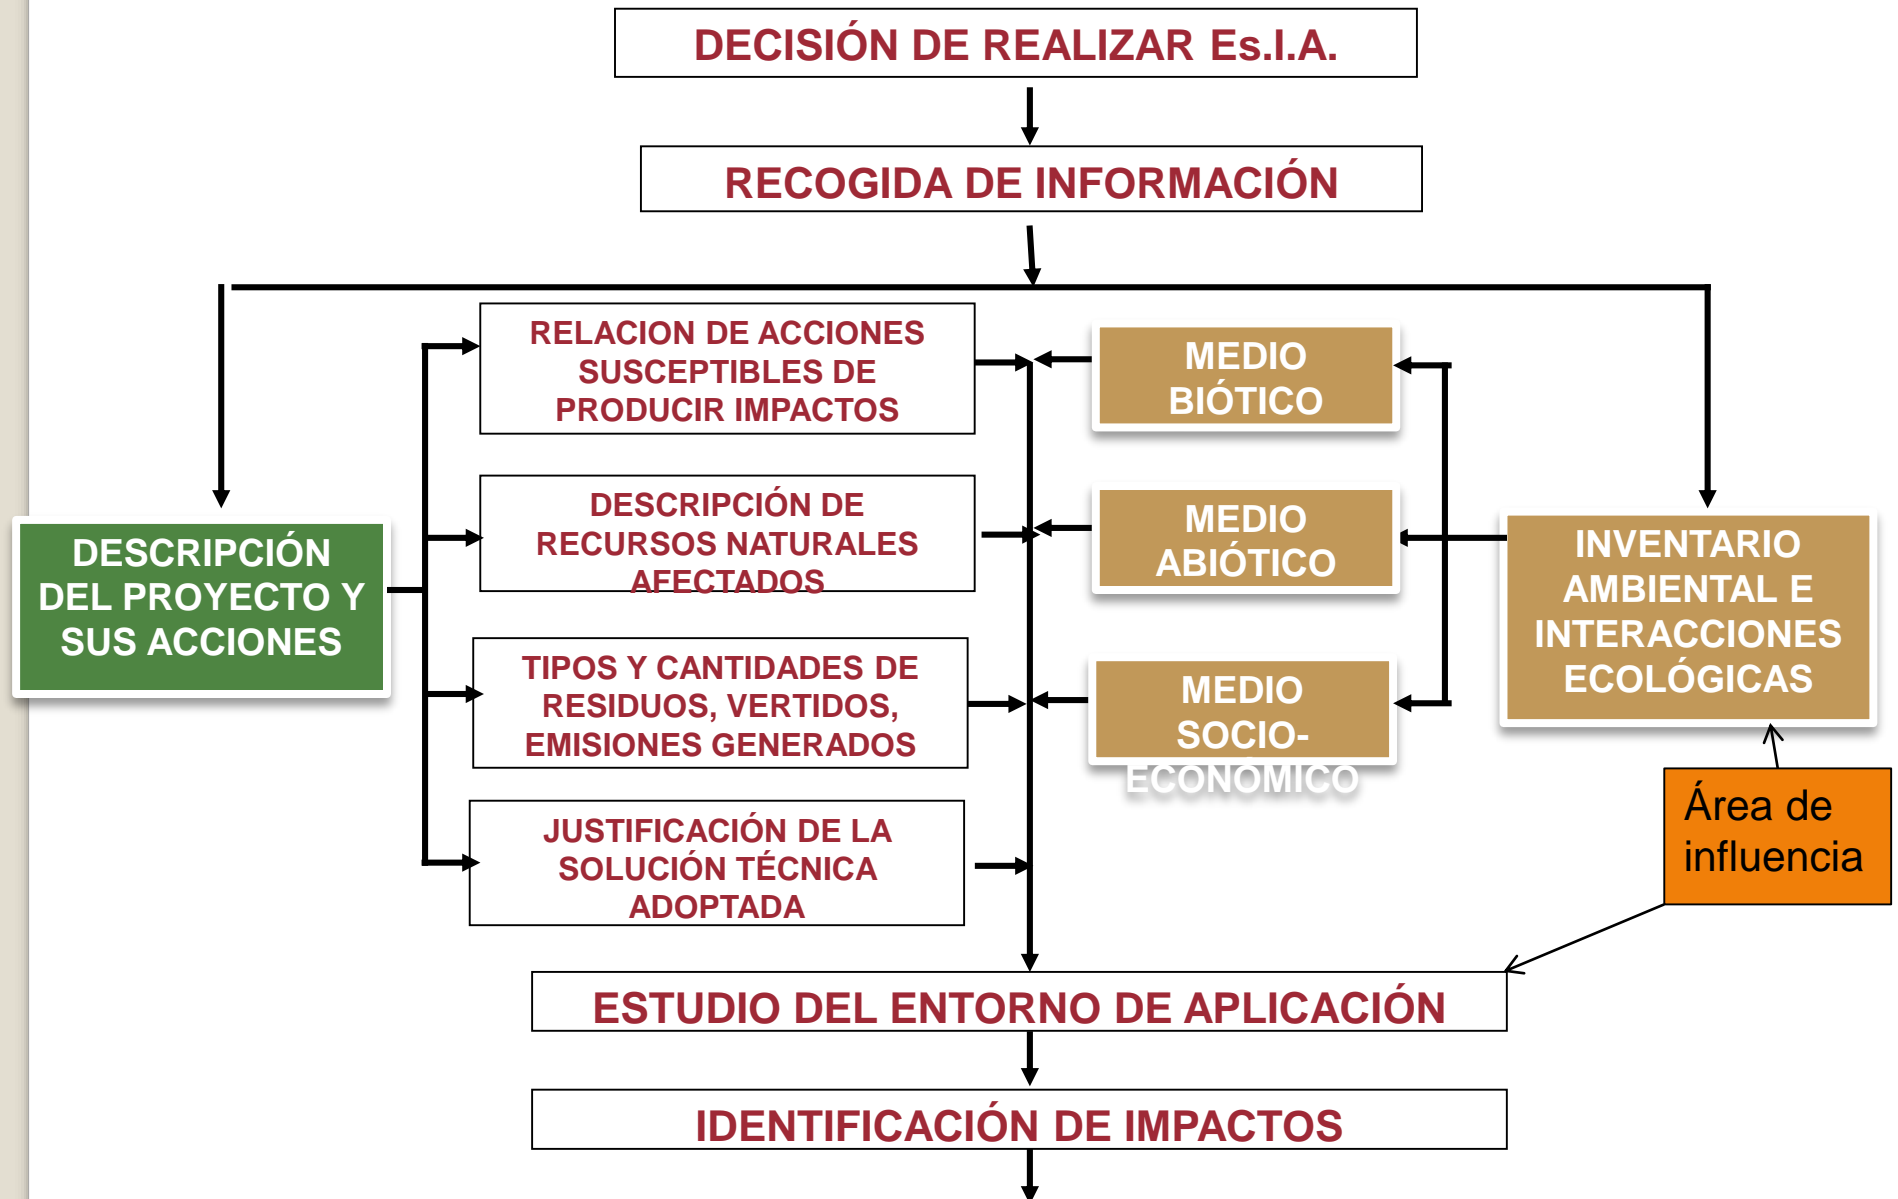 DECISIÓN DE REALIZAR Es.I.A.
RECOGIDA DE INFORMACIÓN
RELACION DE ACCIONES
SUSCEPTIBLES DE
PRODUCIR IMPACTOS
MEDIO
BIÓTICO
DESCRIPCIÓN DE
RECURSOS NATURALES
AFECTADOS
MEDIO
ABIÓTICO
DESCRIPCIÓN
DEL PROYECTO Y
SUS ACCIONES
INVENTARIO
AMBIENTAL E
INTERACCIONES
ECOLÓGICAS
TIPOS Y CANTIDADES DE
RESIDUOS, VERTIDOS,
EMISIONES GENERADOS
MEDIO
SOCIO-
ECONÓMICO
JUSTIFICACIÓN DE LA
SOLUCIÓN TÉCNICA
ADOPTADA
Área de
influencia
ESTUDIO DEL ENTORNO DE APLICACIÓN
IDENTIFICACIÓN DE IMPACTOS